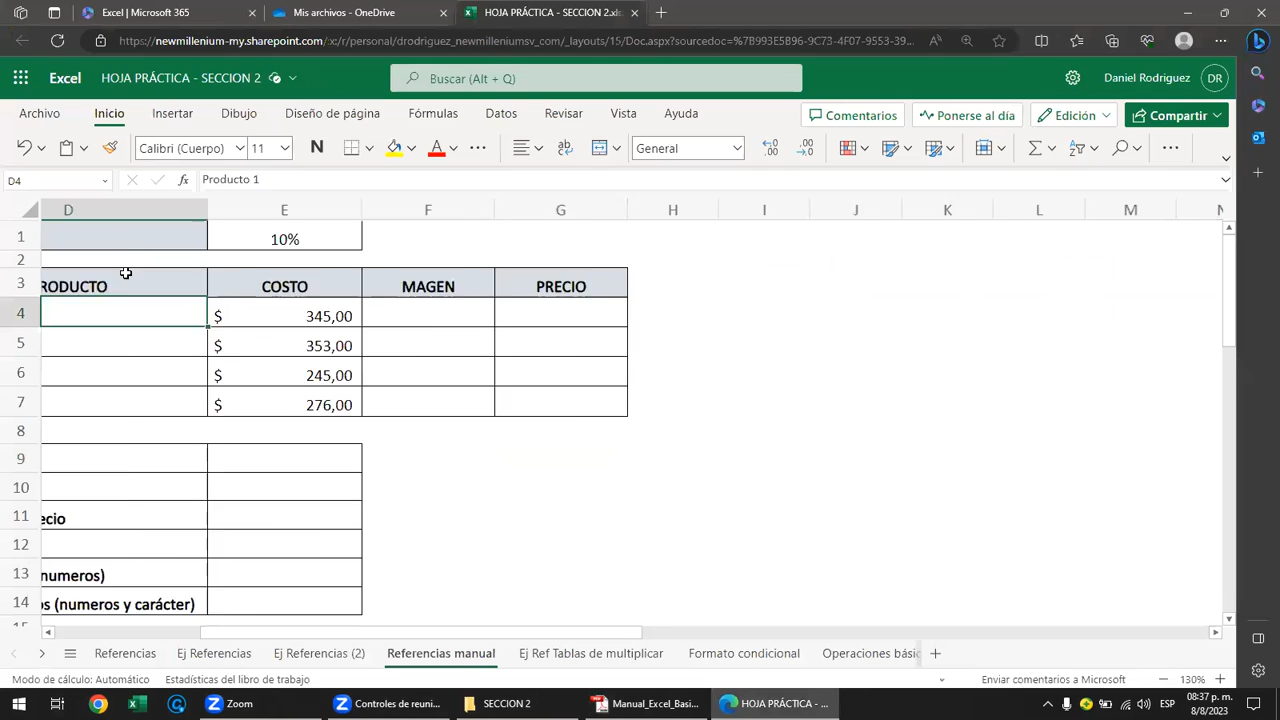 Excel | Microsoft 365
Mis archivos - OneDrive
HOJA PRÁCTICA - SECCION 2.xls
https://newmillenium-my.sharepoint.com/:x:/r/personal/drodriguez_newmilleniumsv_com/_layouts/15/Doc.aspx?sourcedoc=%7B993E5B96-9C73-4F07-9553-39...
Excel
HOJA PRÁCTICA - SECCION 2
Buscar (Alt + Q)
Daniel Rodriguez
DR
Archivo
Inicio
Insertar
Dibujo
Diseño de página
Fórmulas
Datos
Revisar
Vista
Ayuda
Comentarios
Ponerse al día
Edición
Compartir
Calibri (Cuerpo)
11
N
A
General
D4
fx
Producto 1
D E F G H I J K L M N
1 10%
2
3 RODUCTO COSTO MAGEN PRECIO
4 $ 345,00
5 $ 353,00
6 $ 245,00
7 $ 276,00
8
9
10
11 ecio
12
13 numeros)
14 os (numeros y carácter)
15
Referencias
Ej Referencias
Ej Referencias (2)
Referencias manual
Ej Ref Tablas de multiplicar
Formato condicional
Operaciones básic
Modo de cálculo: Automático
Estadísticas del libro de trabajo
Enviar comentarios a Microsoft
130%
Zoom
Controles de reuni...
SECCION 2
Manual_Excel_Basi...
HOJA PRÁCTICA - ...
ESP
08:37 p. m.
8/8/2023